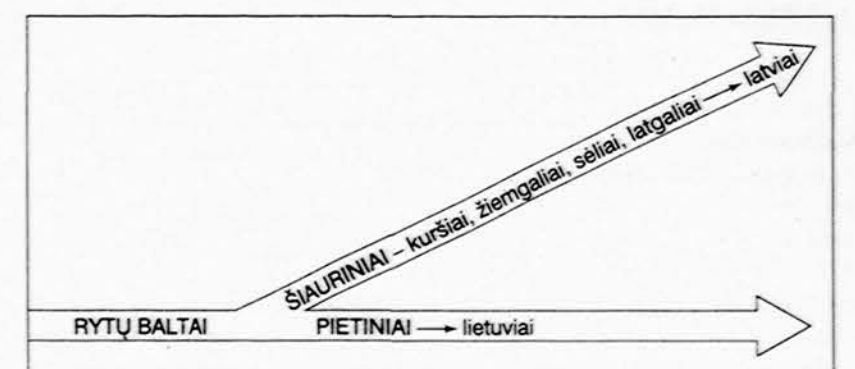 ŠIAURINIAI – kuršiai, žiemgaliai, sėliai, latgaliai → latviai
RYTŲ BALTAI PIETINIAI → lietuviai